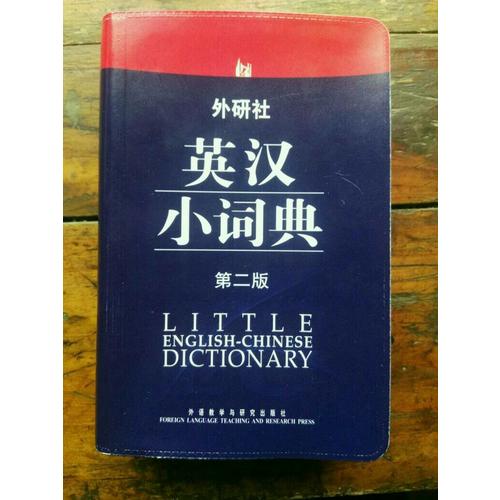 外研社
英汉
小词典
第二版
LITTLE
ENGLISH-CHINESE
DICTIONARY
外语教学与研究出版社
FOREIGN LANGUAGE TEACHING AND RESEARCH PRESS